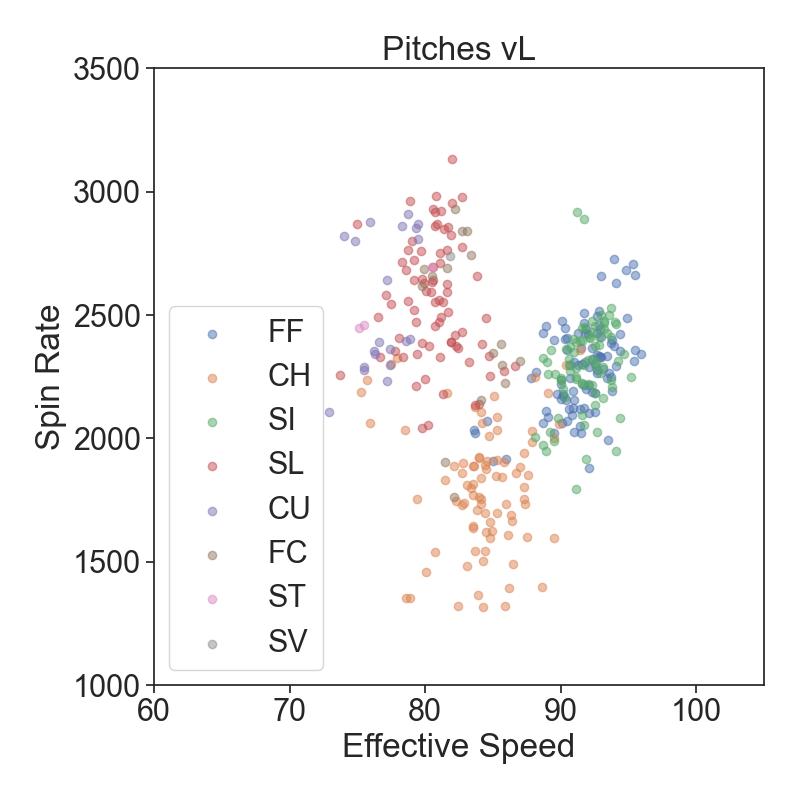 Pitches vL
3500
3000
2500
2000
1500
1000
Spin Rate
FF
CH
SI
SL
CU
FC
ST
SV
60 70 80 90 100
Effective Speed